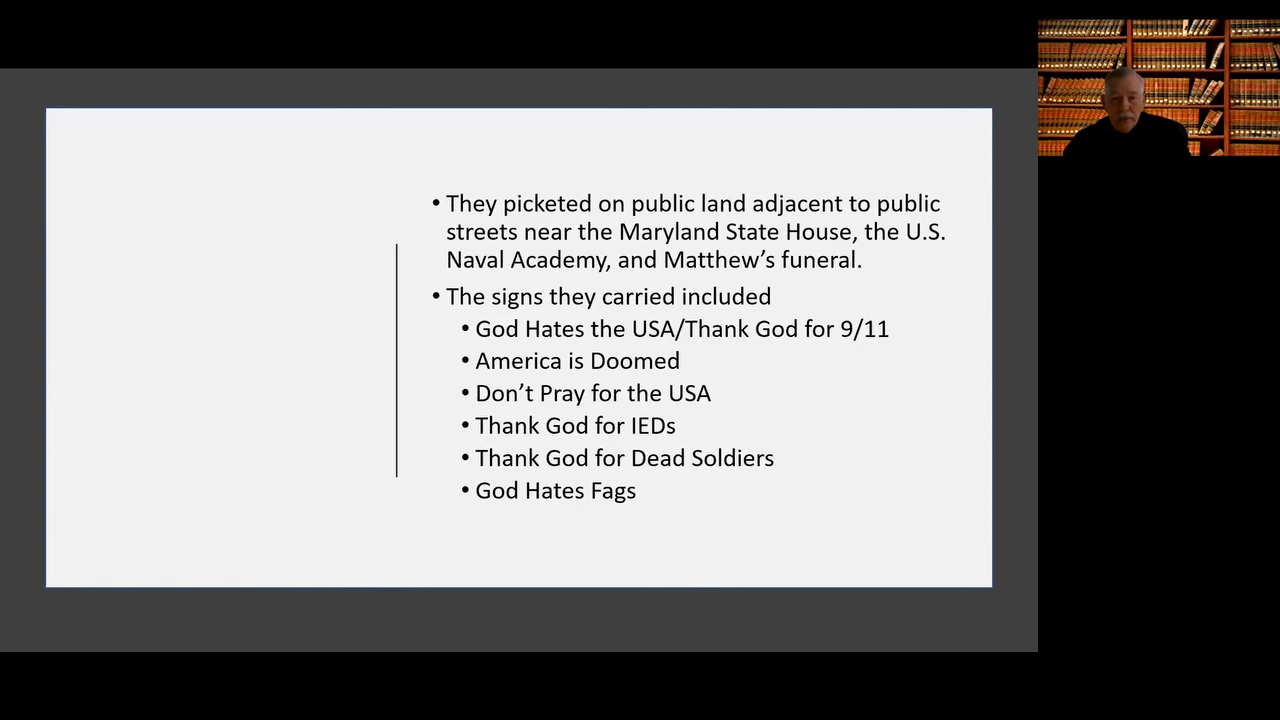 • They picketed on public land adjacent to public
streets near the Maryland State House, the U.S.
Naval Academy, and Matthew's funeral.
• The signs they carried included
• God Hates the USA/Thank God for 9/11
• America is Doomed
• Don't Pray for the USA
• Thank God for IEDs
• Thank God for Dead Soldiers
• God Hates Fags